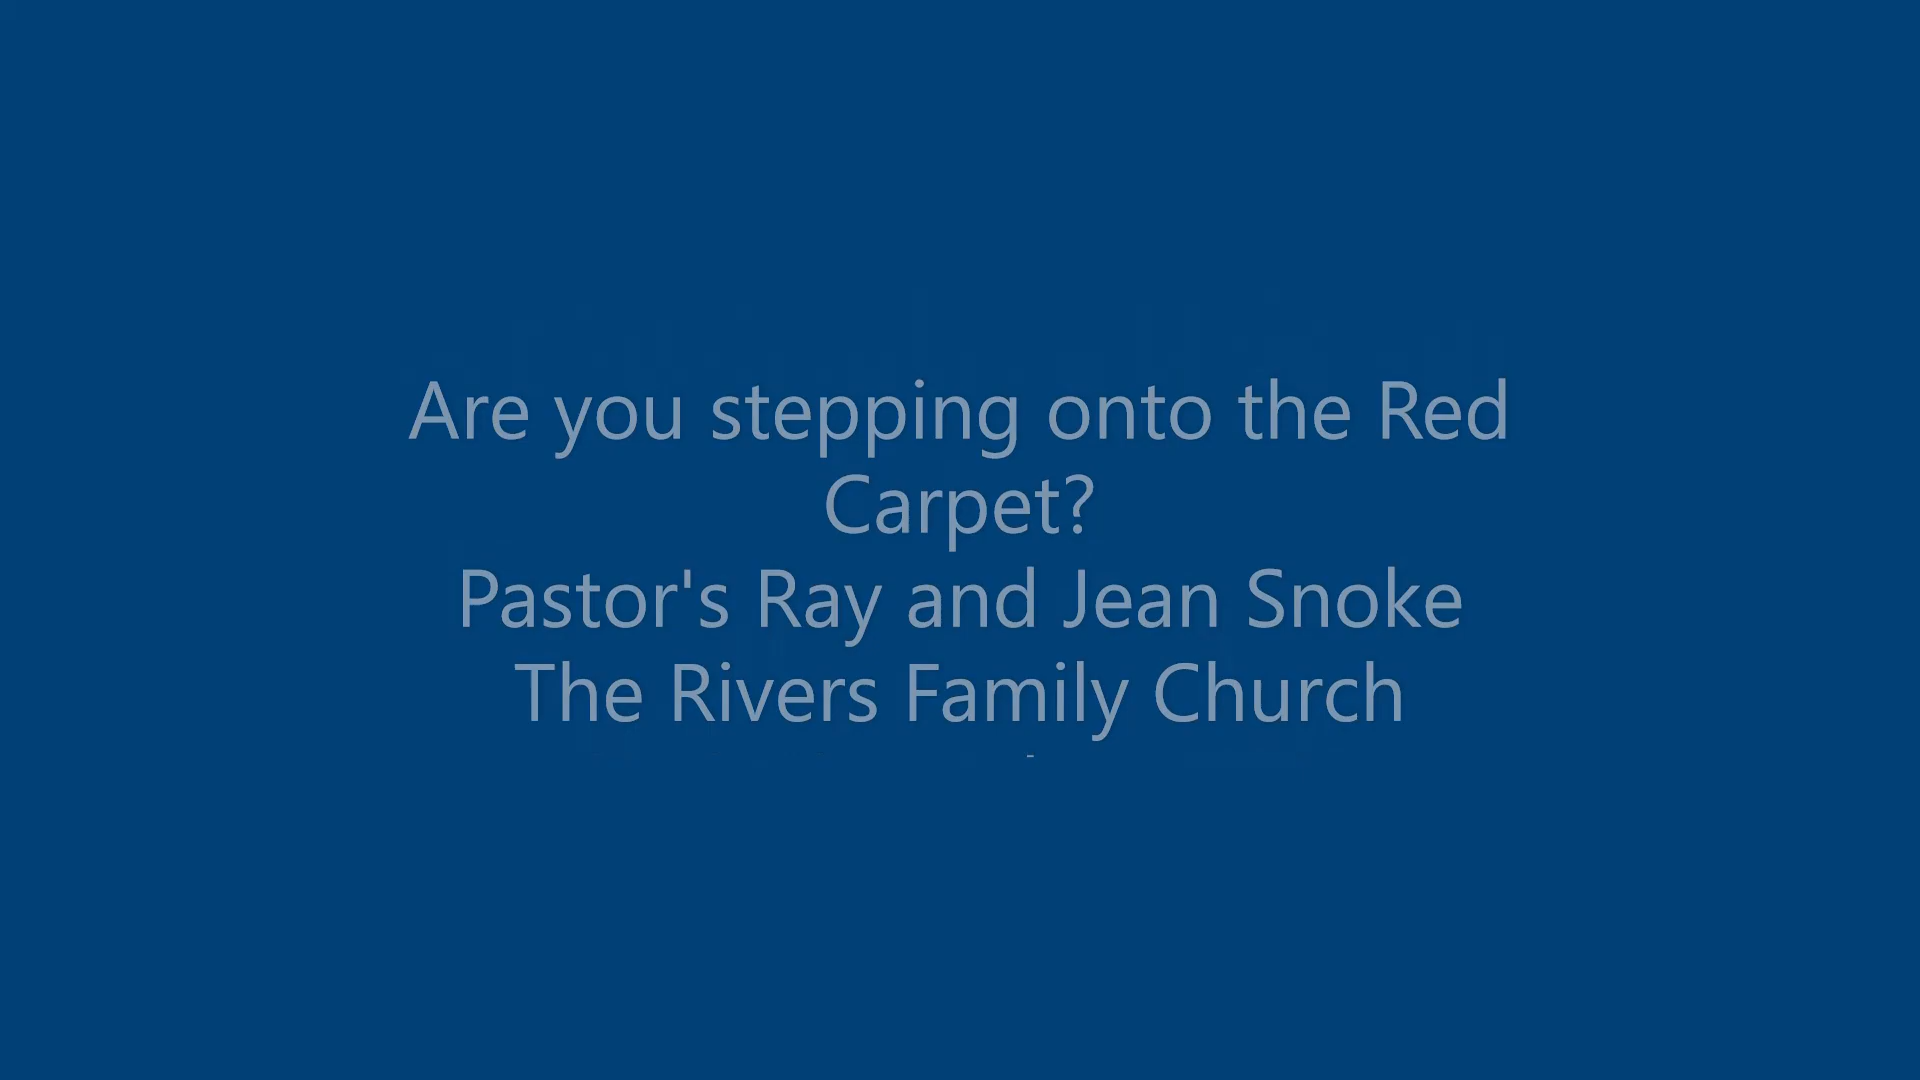 Are you stepping onto the Red
Carpet?
Pastor's Ray and Jean Snoke
The Rivers Family Church